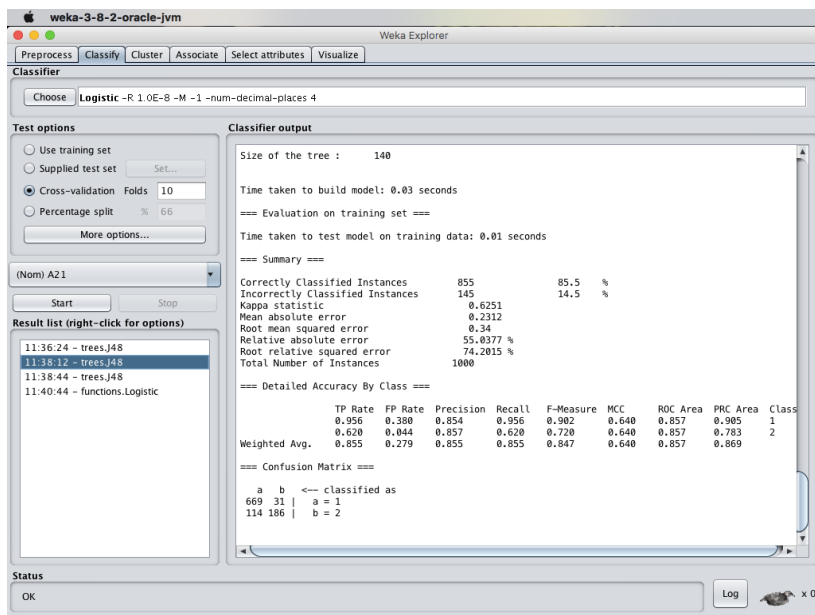 weka-3-8-2-oracle-jvm
Weka Explorer
Preprocess Classify Cluster Associate Select attributes Visualize
Classifier
Choose Logistic -R 1.0E-8 -M -1 -num-decimal-places 4
Test options
Use training set
Supplied test set Set...
Cross-validation Folds 10
Percentage split % 66
More options...
(Nom) A21
Start Stop
Result list (right-click for options)
11:36:24 - trees.J48
11:38:12 - trees.J48
11:38:44 - trees.J48
11:40:44 - functions.Logistic
Classifier output
Size of the tree : 140
Time taken to build model: 0.03 seconds
=== Evaluation on training set ===
Time taken to test model on training data: 0.01 seconds
=== Summary ===
Correctly Classified Instances 855 85.5 %
Incorrectly Classified Instances 145 14.5 %
Kappa statistic 0.6251
Mean absolute error 0.2312
Root mean squared error 0.34
Relative absolute error 55.0377 %
Root relative squared error 74.2015 %
Total Number of Instances 1000
=== Detailed Accuracy By Class ===
TP Rate FP Rate Precision Recall F-Measure MCC ROC Area PRC Area Class
0.956 0.380 0.854 0.956 0.902 0.640 0.857 0.905 1
0.620 0.044 0.857 0.620 0.720 0.640 0.857 0.783 2
Weighted Avg. 0.855 0.279 0.855 0.855 0.847 0.640 0.857 0.869
=== Confusion Matrix ===
a b <-- classified as
669 31 | a = 1
114 186 | b = 2
Status
OK
Log
x 0